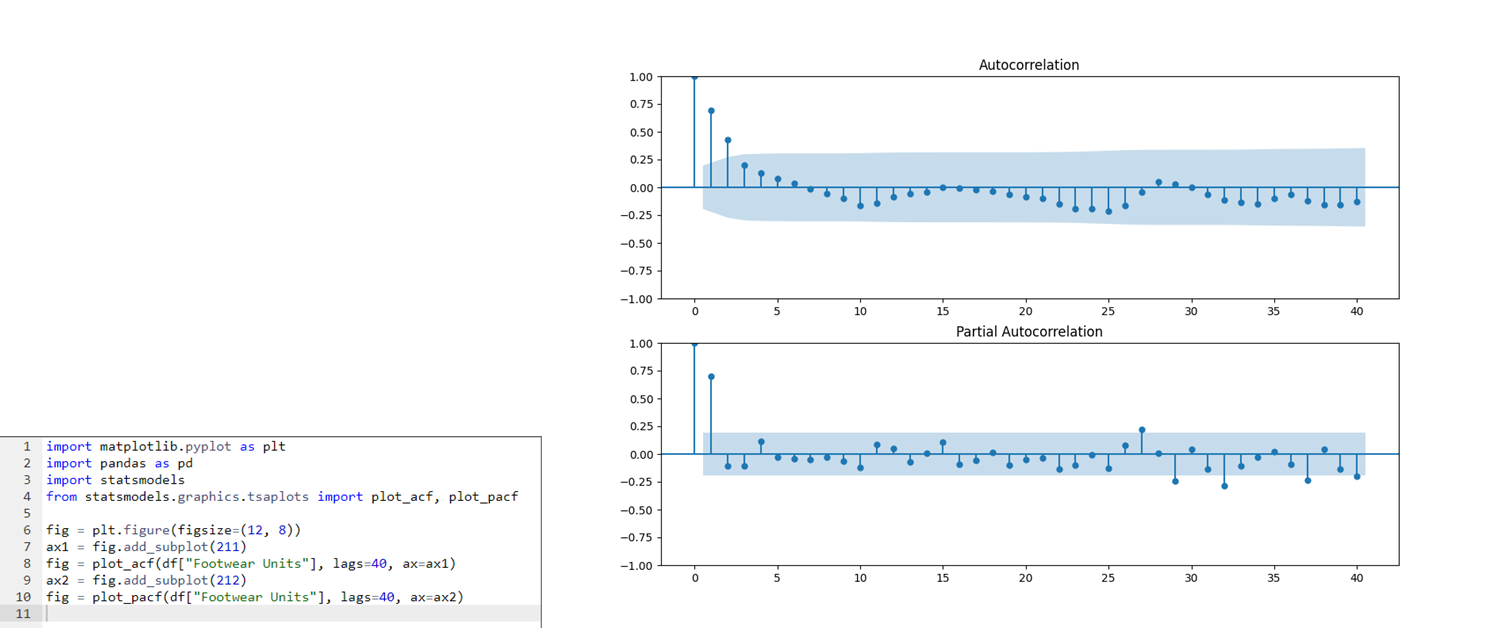 Autocorrelation
1.00
0.75
0.50
0.25
0.00
−0.25
−0.50
−0.75
−1.00
0 5 10 15 20 25 30 35 40
Partial Autocorrelation
1.00
0.75
0.50
0.25
0.00
−0.25
−0.50
−0.75
−1.00
0 5 10 15 20 25 30 35 40
1 import matplotlib.pyplot as plt
2 import pandas as pd
3 import statsmodels
4 from statsmodels.graphics.tsaplots import plot_acf, plot_pacf
5
6 fig = plt.figure(figsize=(12, 8))
7 ax1 = fig.add_subplot(211)
8 fig = plot_acf(df["Footwear Units"], lags=40, ax=ax1)
9 ax2 = fig.add_subplot(212)
10 fig = plot_pacf(df["Footwear Units"], lags=40, ax=ax2)
11